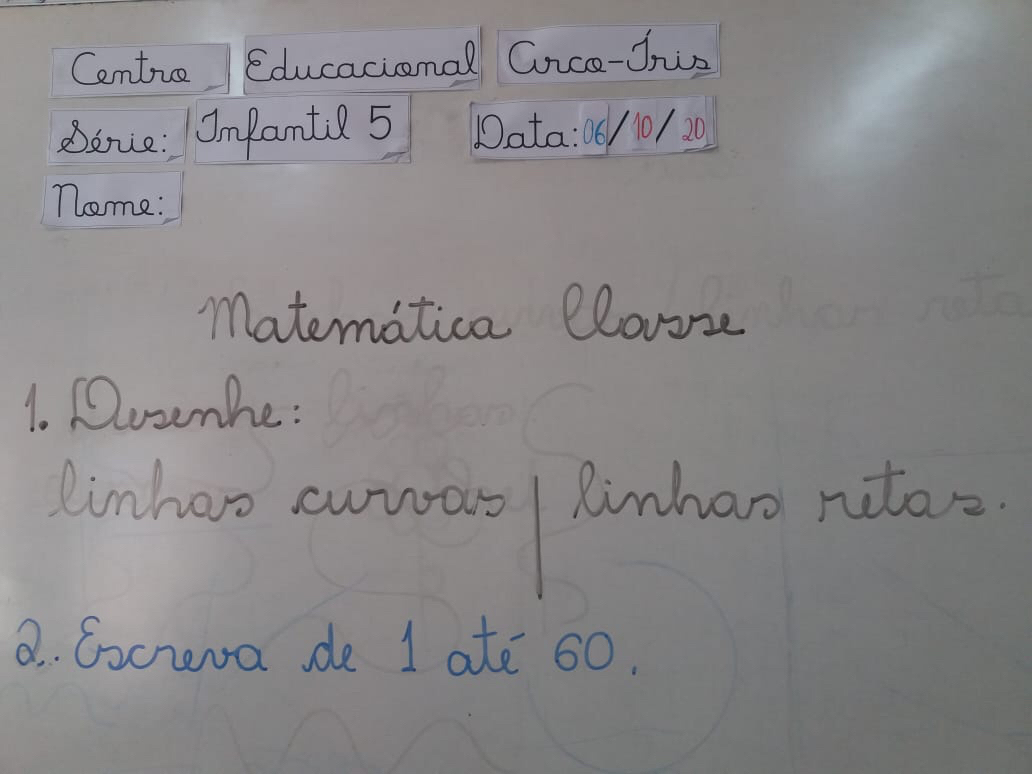 Centro Educacional Arco-Íris
Série: Infantil 5 Data: 06/10/20
Nome:
Matemática Classe
1. Desenhe:
linhas curvas | linhas retas.
2. Escreva de 1 até 60.